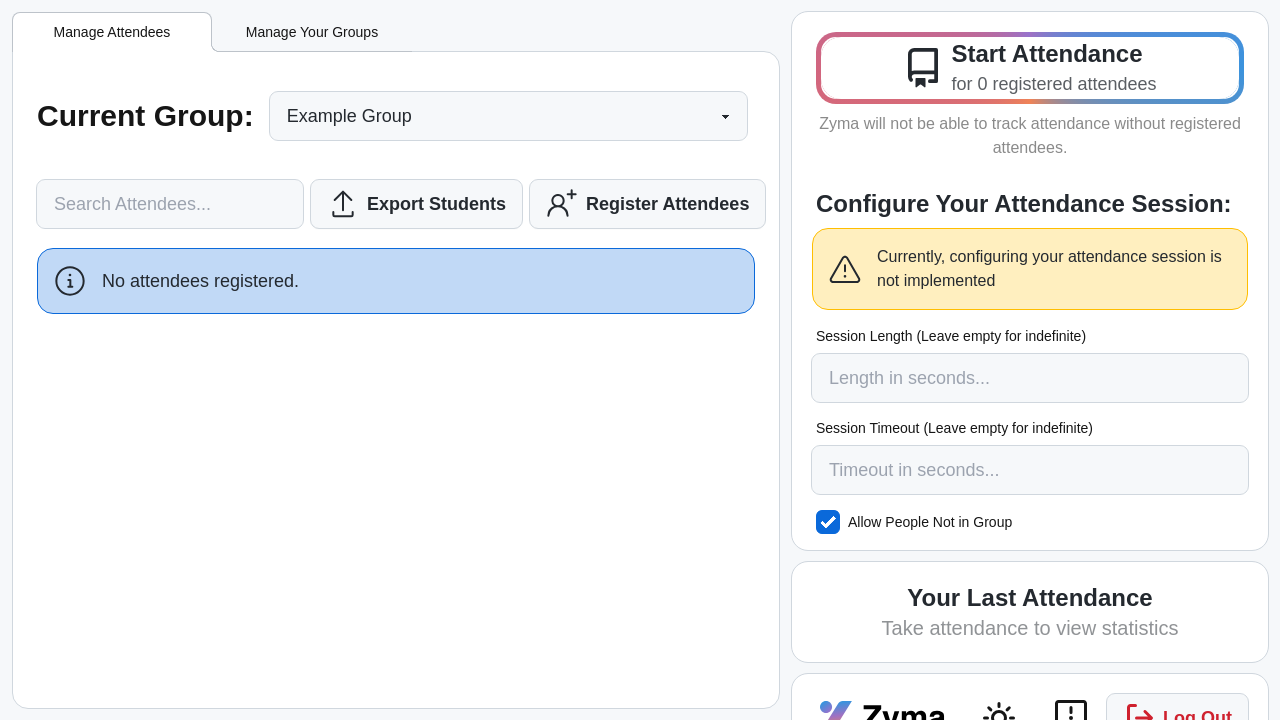 Manage Attendees
Manage Your Groups
Current Group:
Example Group
Search Attendees...
Export Students
Register Attendees
No attendees registered.
Start Attendance
for 0 registered attendees
Zyma will not be able to track attendance without registered
attendees.
Configure Your Attendance Session:
Currently, configuring your attendance session is
not implemented
Session Length (Leave empty for indefinite)
Length in seconds...
Session Timeout (Leave empty for indefinite)
Timeout in seconds...
Allow People Not in Group
Your Last Attendance
Take attendance to view statistics
Zyma
Log Out